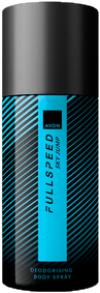 AVON
FULLSPEED
SKY JUMP
DEODORISING
BODY SPRAY